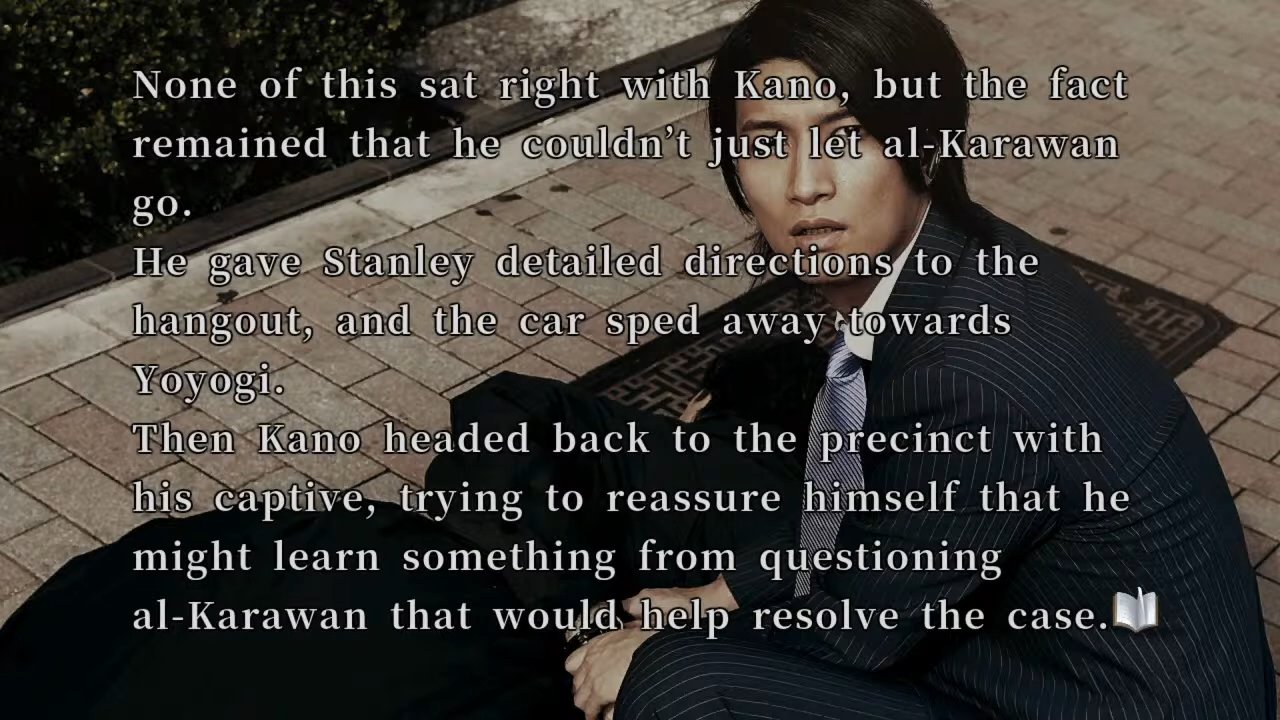 None of this sat right with Kano, but the fact
remained that he couldn’t just let al-Karawan
go.
He gave Stanley detailed directions to the
hangout, and the car sped away towards
Yoyogi.
Then Kano headed back to the precinct with
his captive, trying to reassure himself that he
might learn something from questioning
al-Karawan that would help resolve the case.